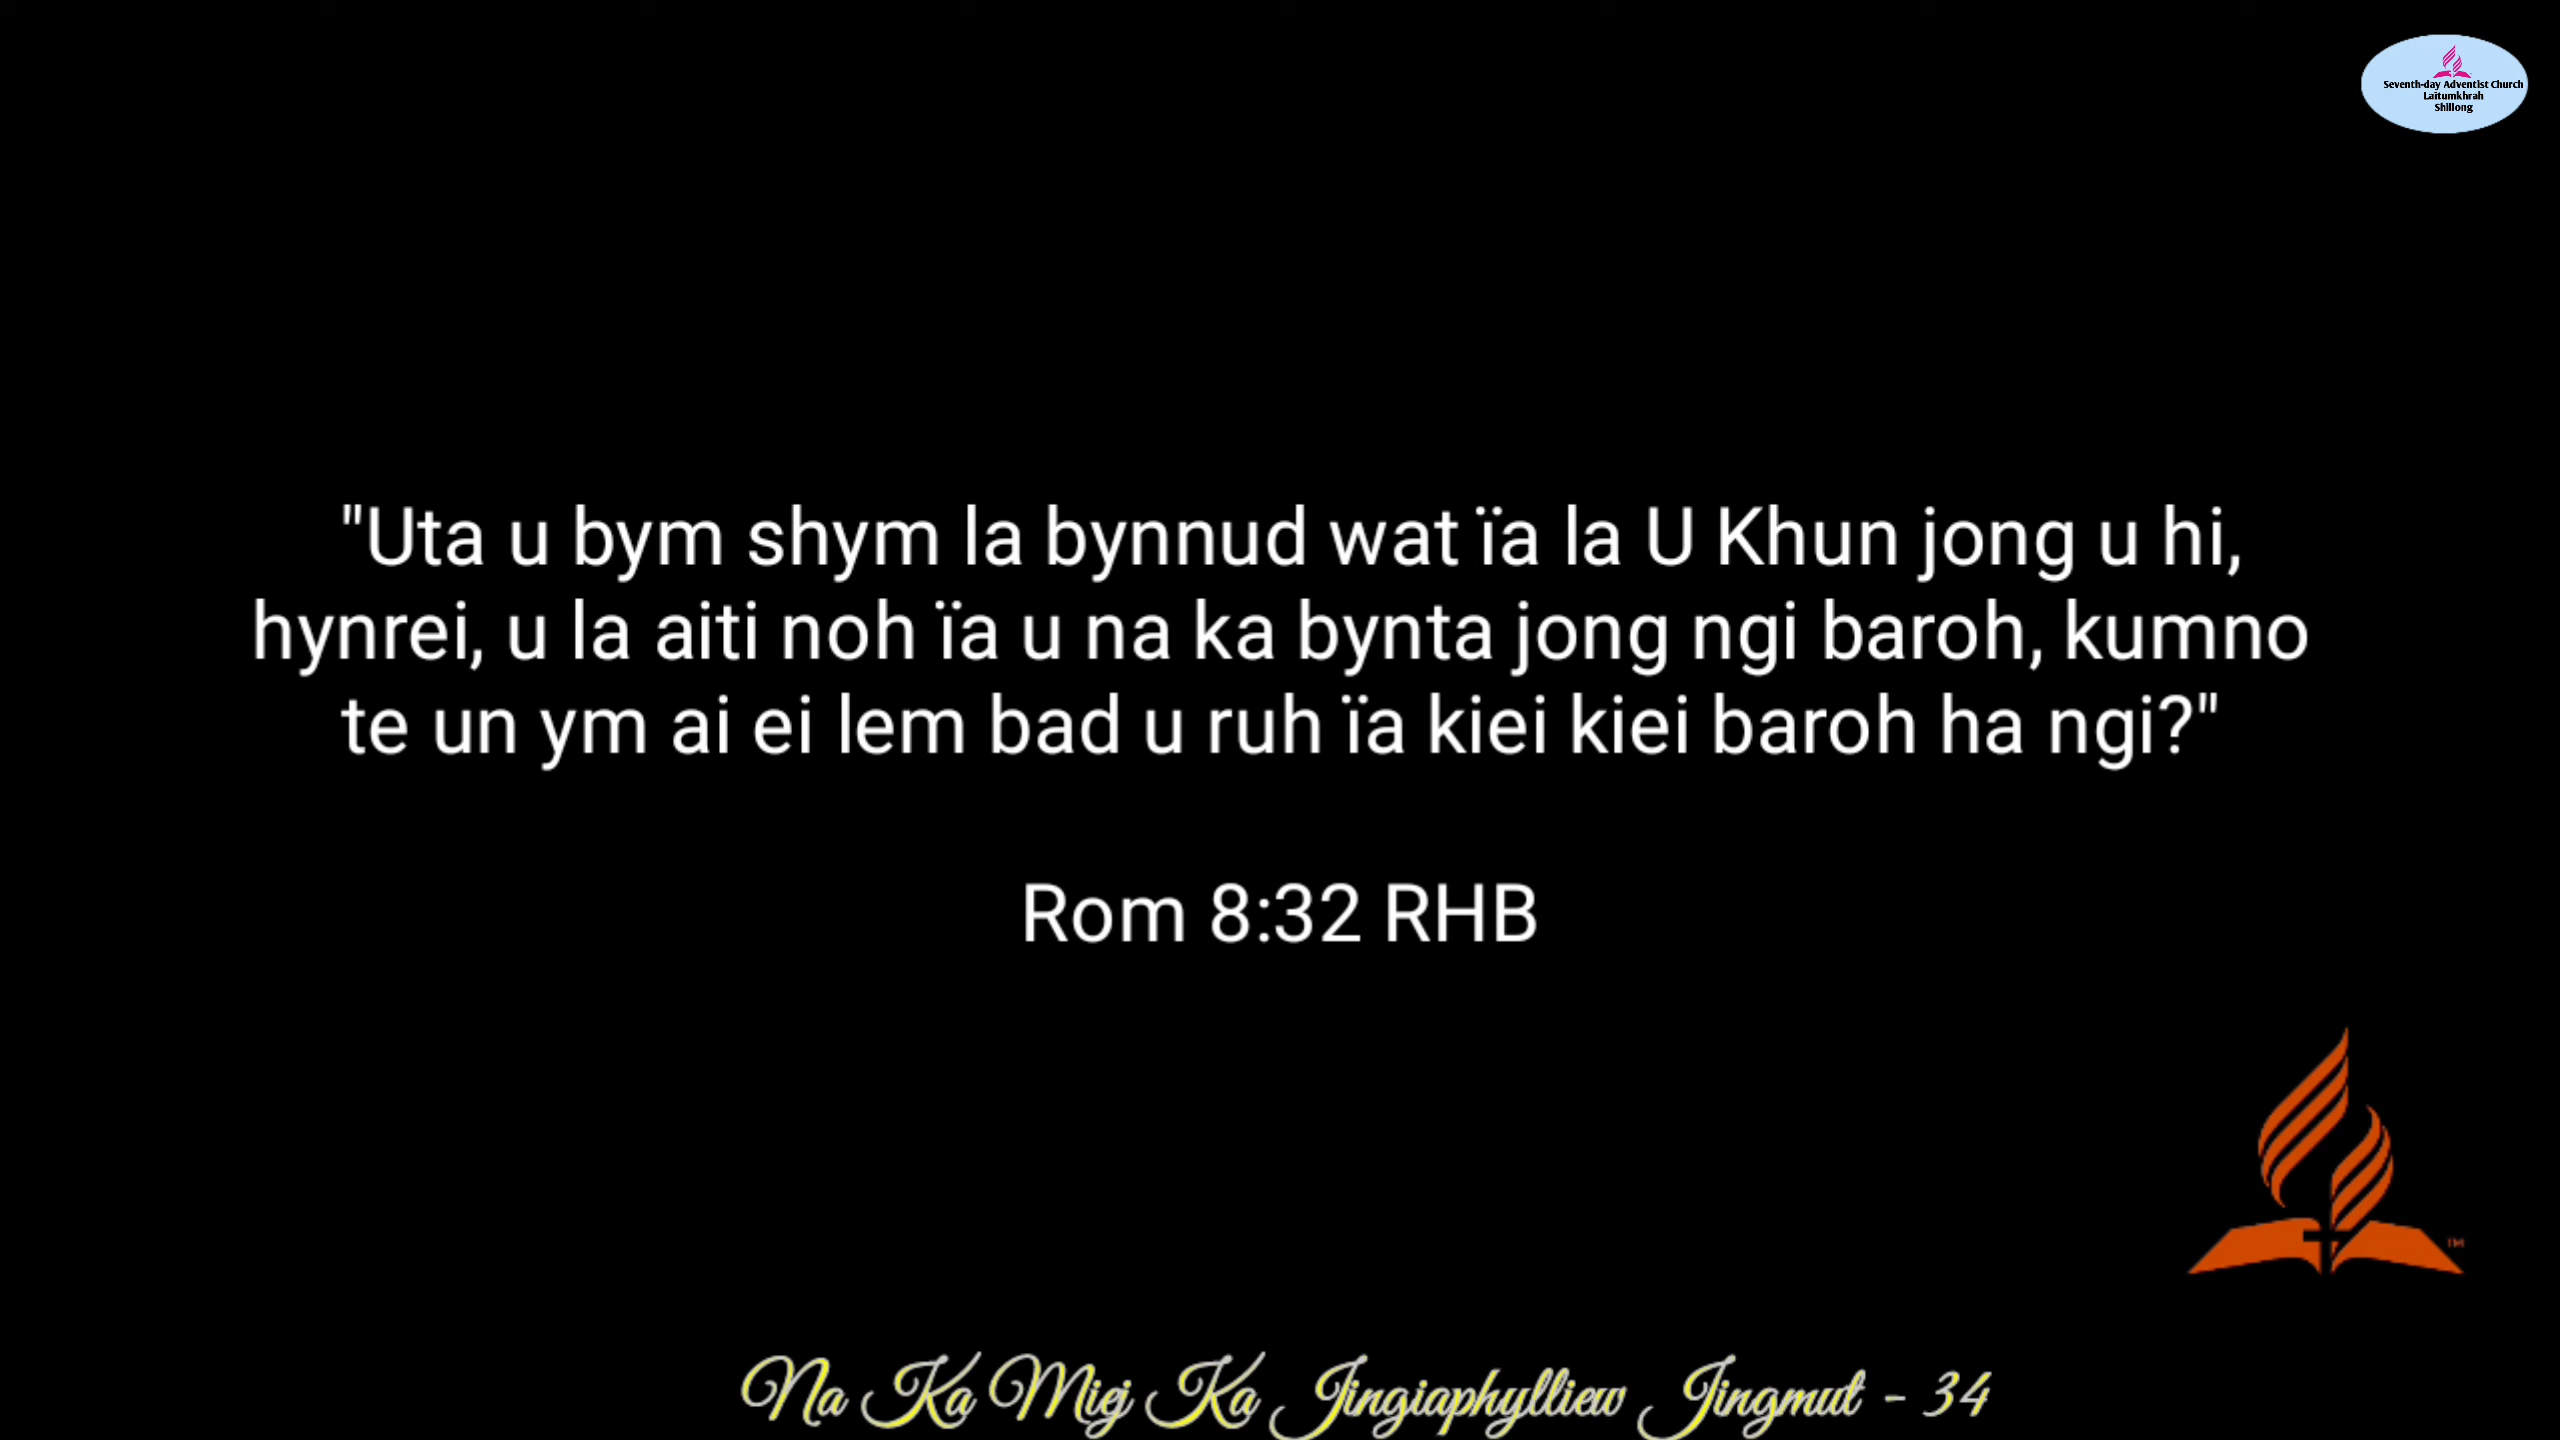 Seventh-day Adventist Church
Laitumkhrah
Shillong
"Uta u bym shym la bynnud wat ïa la U Khun jong u hi,
hynrei, u la aiti noh ïa u na ka bynta jong ngi baroh, kumno
te un ym ai ei lem bad u ruh ïa kiei kiei baroh ha ngi?"
Rom 8:32 RHB
TM
Na Ka Miej Ka Jingiaphylliew Jingmut - 34